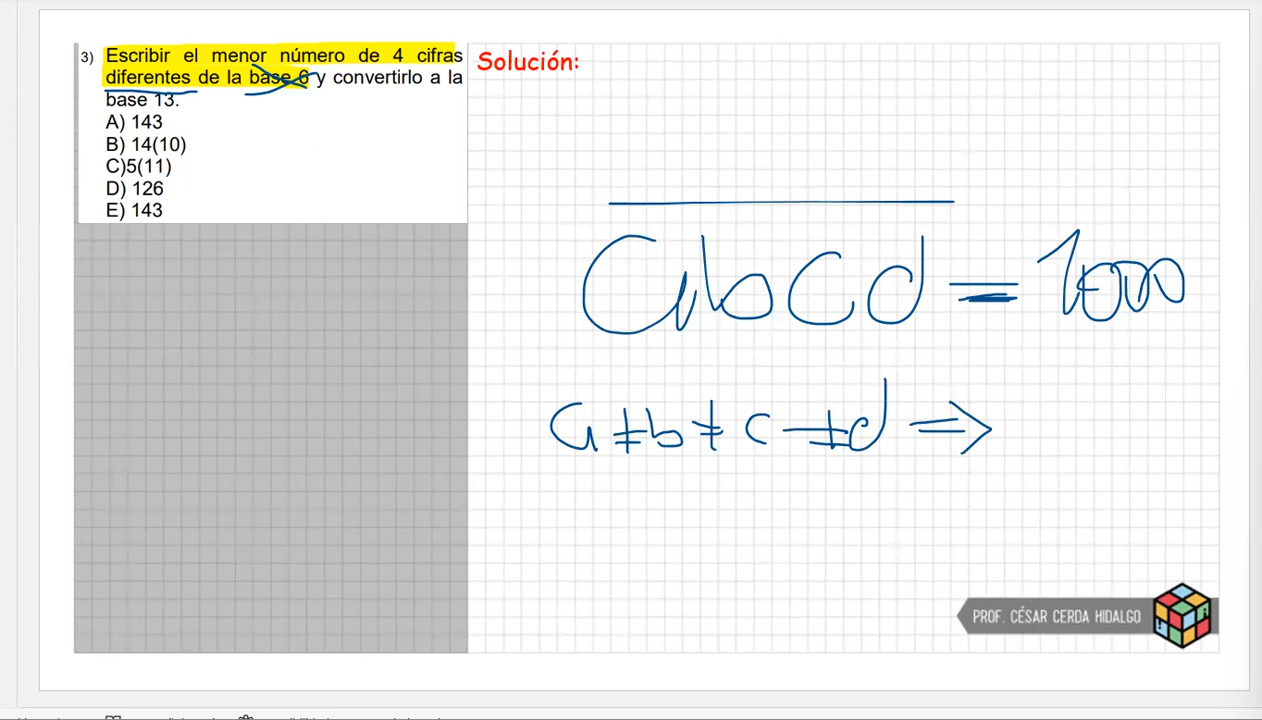 3) Escribir el menor número de 4 cifras
diferentes de la base 6 y convertirlo a la
base 13.
A) 143
B) 14(10)
C)5(11)
D) 126
E) 143
Solución:
abcd = 1000
a ≠ b ≠ c ≠ d ⇒
PROF. CÉSAR CERDA HIDALGO